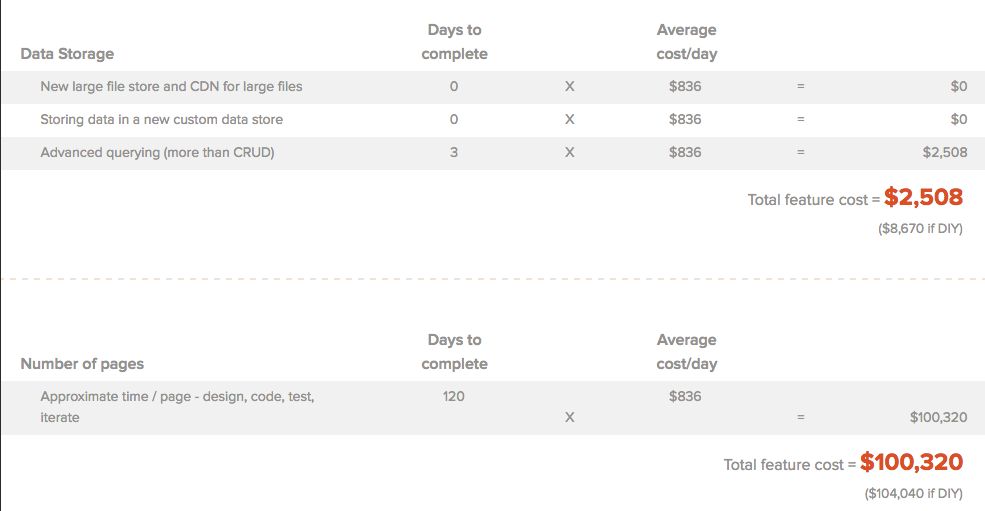 Data Storage Days to complete Average cost/day
New large file store and CDN for large files 0 X $836 = $0
Storing data in a new custom data store 0 X $836 = $0
Advanced querying (more than CRUD) 3 X $836 = $2,508
Total feature cost = $2,508
($8,670 if DIY)
Number of pages Days to complete Average cost/day
Approximate time / page - design, code, test, 120 $836
iterate X = $100,320
Total feature cost = $100,320
($104,040 if DIY)